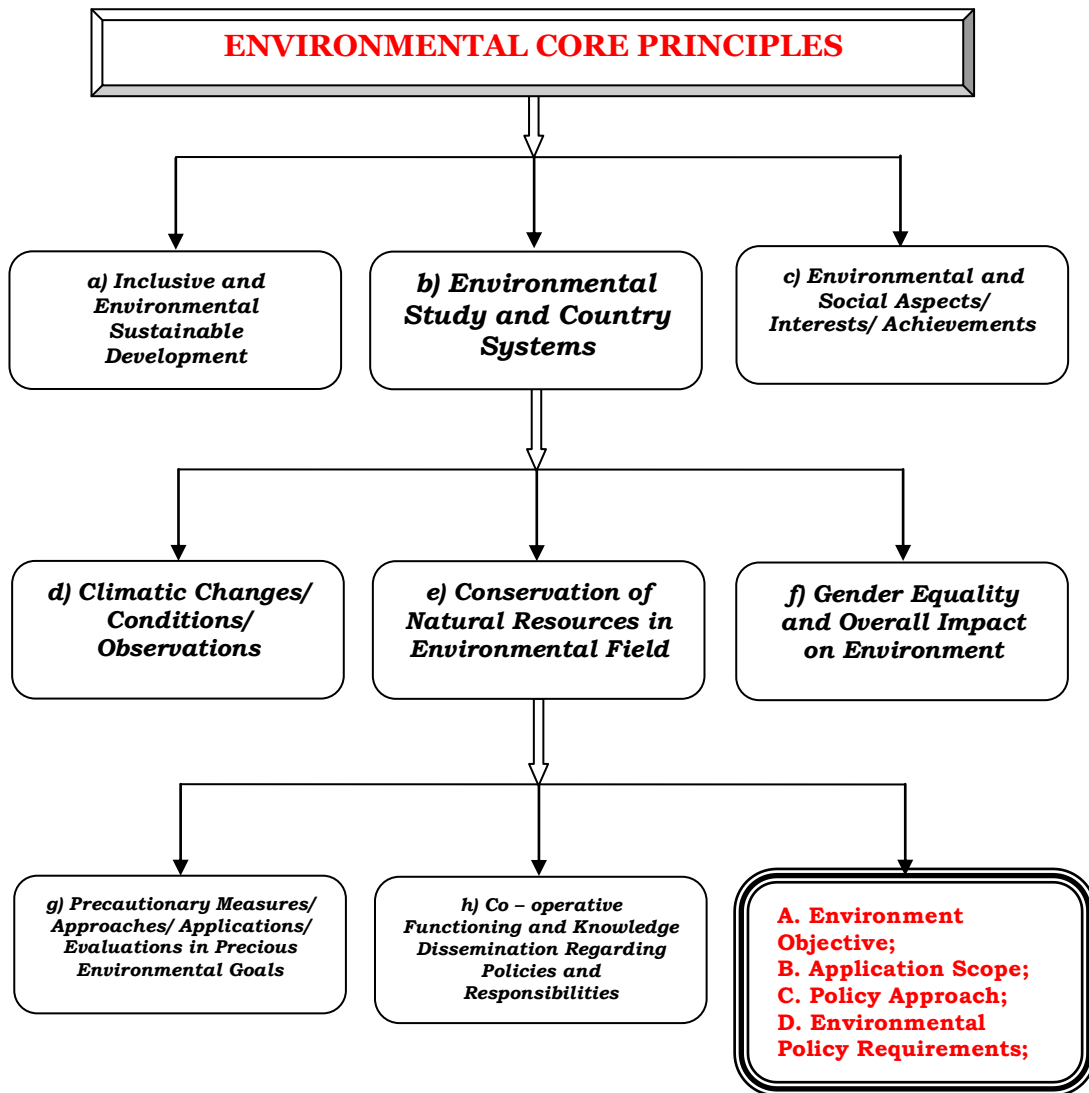 ENVIRONMENTAL CORE PRINCIPLES
a) Inclusive and
Environmental
Sustainable
Development
b) Environmental
Study and Country
Systems
c) Environmental and
Social Aspects/
Interests/ Achievements
d) Climatic Changes/
Conditions/
Observations
e) Conservation of
Natural Resources in
Environmental Field
f) Gender Equality
and Overall Impact
on Environment
g) Precautionary Measures/
Approaches/ Applications/
Evaluations in Precious
Environmental Goals
h) Co – operative
Functioning and Knowledge
Dissemination Regarding
Policies and
Responsibilities
A. Environment
Objective;
B. Application Scope;
C. Policy Approach;
D. Environmental
Policy Requirements;